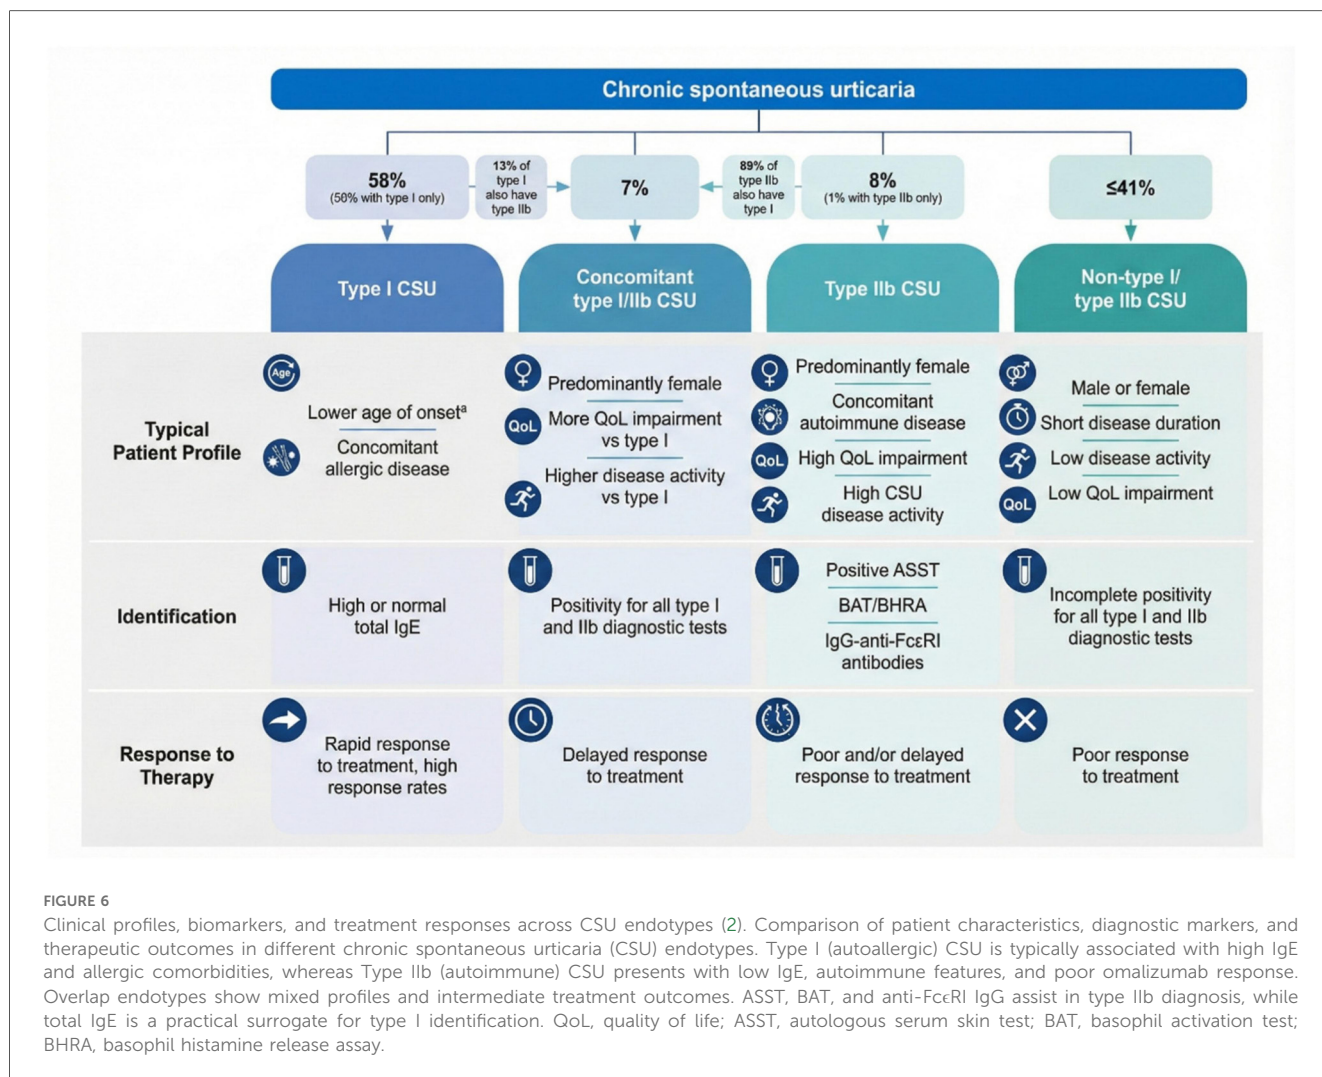 Chronic spontaneous urticaria
58%
(50% with type I only)
13% of
type I
also have
type IIb
7%
89% of
type IIb
also have
type I
8%
(1% with type IIb only)
≤41%
Type I CSU
Concomitant
type I/IIb CSU
Type IIb CSU
Non-type I/
type IIb CSU
Typical
Patient Profile
Age
Lower age of onsetᵃ
Concomitant
allergic disease
Predominantly female
QoL
More QoL impairment
vs type I
Higher disease activity
vs type I
Predominantly female
Concomitant
autoimmune disease
QoL
High QoL impairment
High CSU
disease activity
Male or female
Short disease duration
Low disease activity
QoL
Low QoL impairment
Identification
High or normal
total IgE
Positivity for all type I
and IIb diagnostic tests
Positive ASST
BAT/BHRA
IgG-anti-FcεRI
antibodies
Incomplete positivity
for all type I and IIb
diagnostic tests
Response to
Therapy
Rapid response
to treatment, high
response rates
Delayed response
to treatment
Poor and/or delayed
response to treatment
Poor response
to treatment
FIGURE 6
Clinical profiles, biomarkers, and treatment responses across CSU endotypes (2). Comparison of patient characteristics, diagnostic markers, and
therapeutic outcomes in different chronic spontaneous urticaria (CSU) endotypes. Type I (autoallergic) CSU is typically associated with high IgE
and allergic comorbidities, whereas Type IIb (autoimmune) CSU presents with low IgE, autoimmune features, and poor omalizumab response.
Overlap endotypes show mixed profiles and intermediate treatment outcomes. ASST, BAT, and anti-FcϵRI IgG assist in type IIb diagnosis, while
total IgE is a practical surrogate for type I identification. QoL, quality of life; ASST, autologous serum skin test; BAT, basophil activation test;
BHRA, basophil histamine release assay.